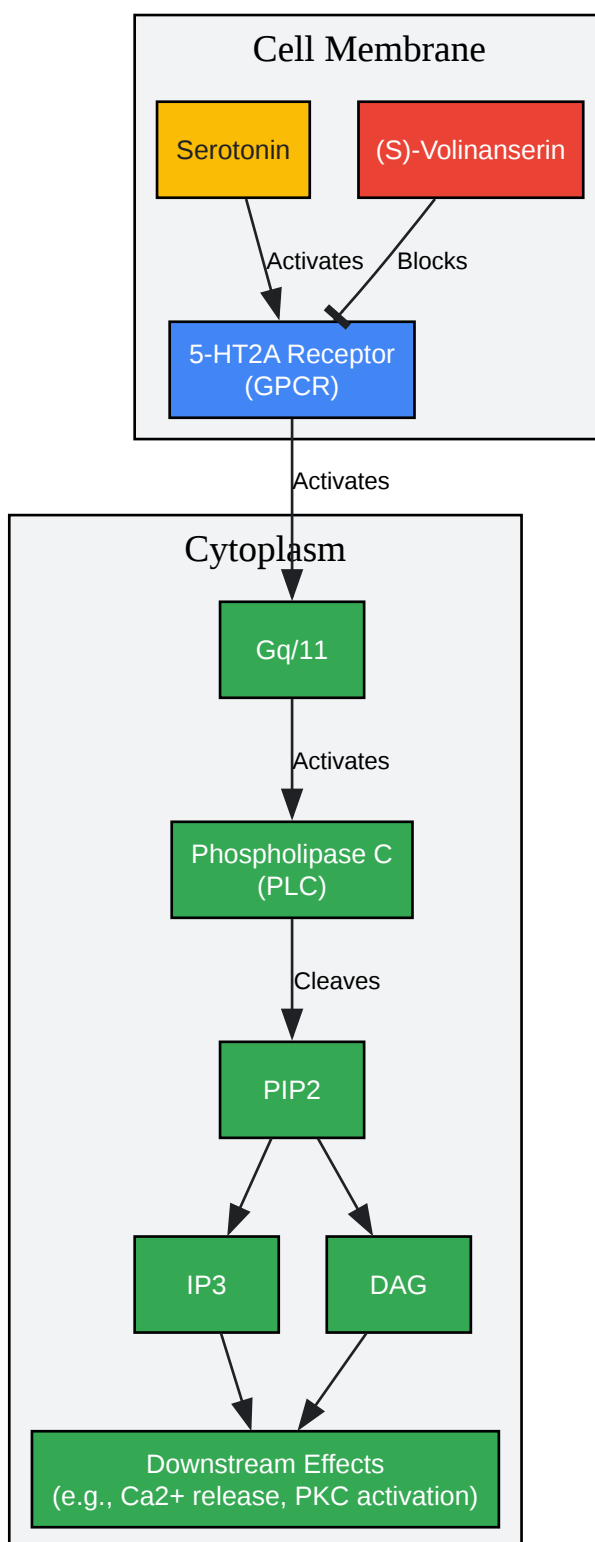 Cell Membrane
Serotonin
(S)-Volinanserin
Activates
Blocks
5-HT2A Receptor
(GPCR)
Activates
Cytoplasm
Gq/11
Activates
Phospholipase C
(PLC)
Cleaves
PIP2
IP3
DAG
Downstream Effects
(e.g., Ca2+ release, PKC activation)